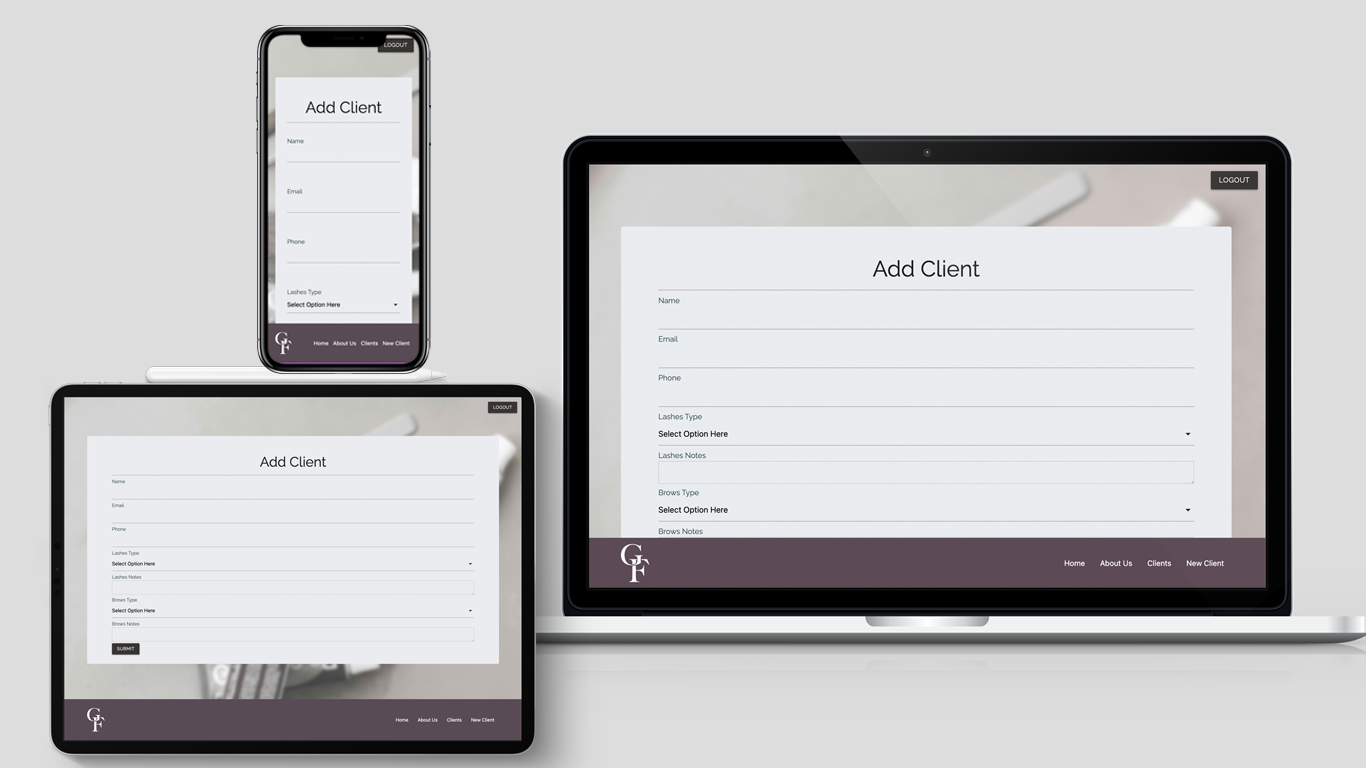 LOGOUT
Add Client
Name
Email
Phone
Lashes Type
Select Option Here
GF
Home About Us Clients New Client
LOGOUT
Add Client
Name
Email
Phone
Lashes Type
Select Option Here
Lashes Notes
Brows Type
Select Option Here
Brows Notes
GF
Home About Us Clients New Client
LOGOUT
Add Client
Name
Email
Phone
Lashes Type
Select Option Here
Lashes Notes
Brows Type
Select Option Here
Brows Notes
SUBMIT
GF
Home About Us Clients New Client